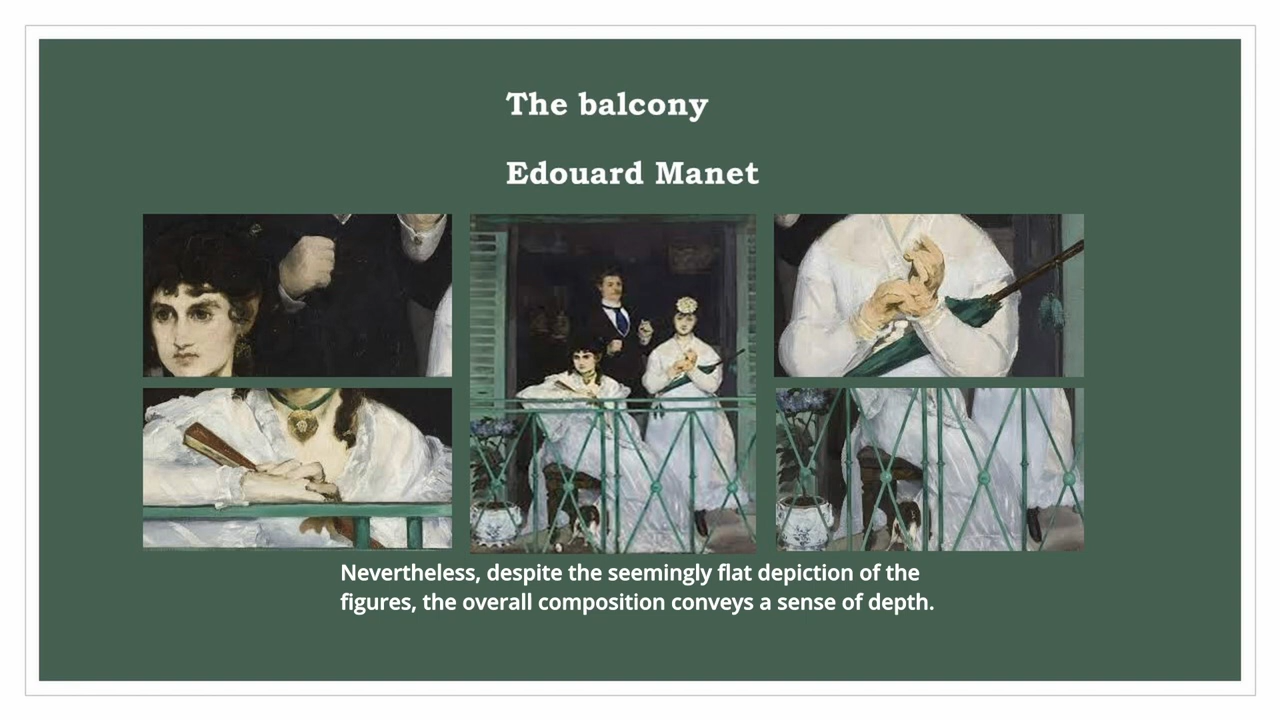 The balcony
Edouard Manet
Nevertheless, despite the seemingly flat depiction of the
figures, the overall composition conveys a sense of depth.